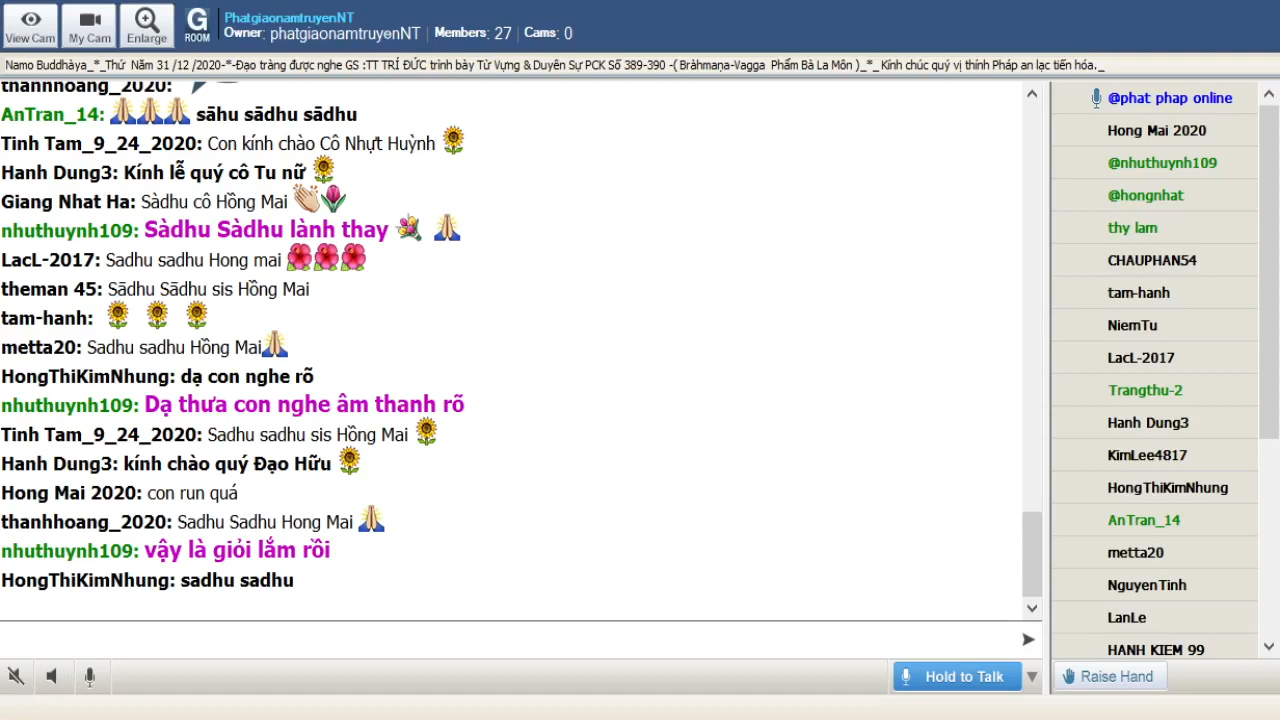 View Cam
My Cam
Enlarge
G
ROOM
PhatgiaonamtruyenNT
Owner: phatgiaonamtruyenNT | Members: 27 | Cams: 0
Namo Buddhàya_*_Thứ Năm 31 /12 /2020-*-Đạo tràng được nghe GS :TT TRÍ ĐỨC trình bày Từ Vựng & Duyên Sự PCK Số 389-390 -( Bràhmaṇa-Vagga Phẩm Bà La Môn )_*_ Kính chúc quý vị thính Pháp an lạc tiến hóa._
thanhhoang_2020:
AnTran_14: sāhu sādhu sādhu
Tinh Tam_9_24_2020: Con kính chào Cô Nhựt Huỳnh
Hanh Dung3: Kính lễ quý cô Tu nữ
Giang Nhat Ha: Sàdhu cô Hồng Mai
nhuthuynh109: Sàdhu Sàdhu lành thay
LacL-2017: Sadhu sadhu Hong mai
theman 45: Sādhu Sādhu sis Hồng Mai
tam-hanh:
metta20: Sadhu sadhu Hồng Mai
HongThiKimNhung: dạ con nghe rõ
nhuthuynh109: Dạ thưa con nghe âm thanh rõ
Tinh Tam_9_24_2020: Sadhu sadhu sis Hồng Mai
Hanh Dung3: kính chào quý Đạo Hữu
Hong Mai 2020: con run quá
thanhhoang_2020: Sadhu Sadhu Hong Mai
nhuthuynh109: vậy là giỏi lắm rồi
HongThiKimNhung: sadhu sadhu
Hold to Talk
@phat phap online
Hong Mai 2020
@nhuthuynh109
@hongnhat
thy lam
CHAUPHAN54
tam-hanh
NiemTu
LacL-2017
Trangthu-2
Hanh Dung3
KimLee4817
HongThiKimNhung
AnTran_14
metta20
NguyenTinh
LanLe
HANH KIEM 99
Raise Hand